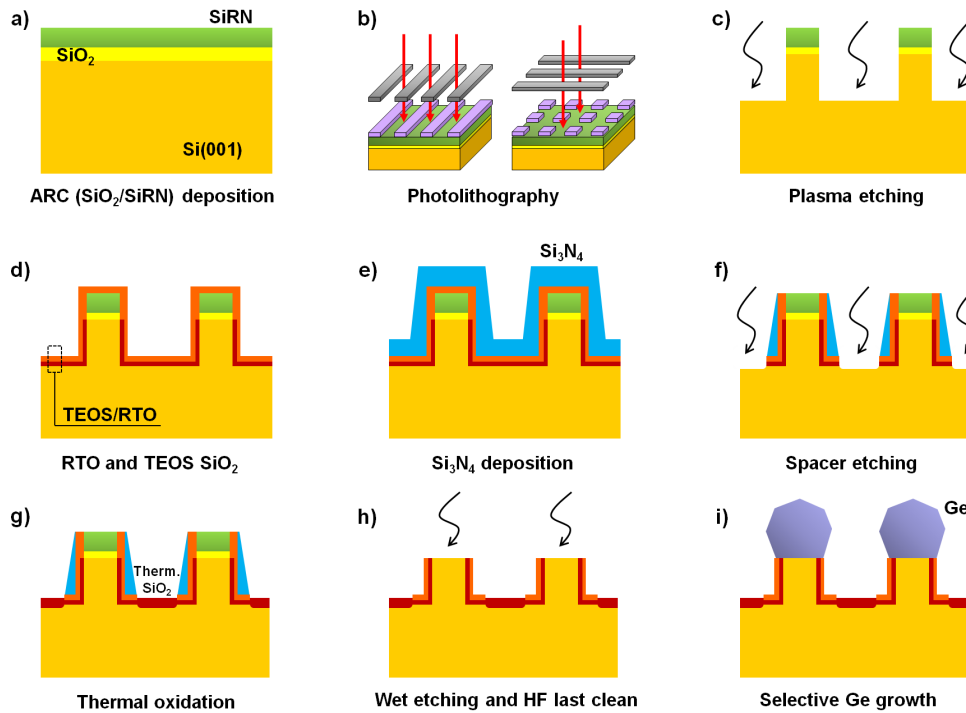 a)
SiRN
SiO₂
Si(001)
ARC (SiO₂/SiRN) deposition
b)
Photolithography
c)
Plasma etching
d)
TEOS/RTO
RTO and TEOS SiO₂
e)
Si₃N₄
Si₃N₄ deposition
f)
Spacer etching
g)
Therm.
SiO₂
Thermal oxidation
h)
Wet etching and HF last clean
i)
Ge
Selective Ge growth